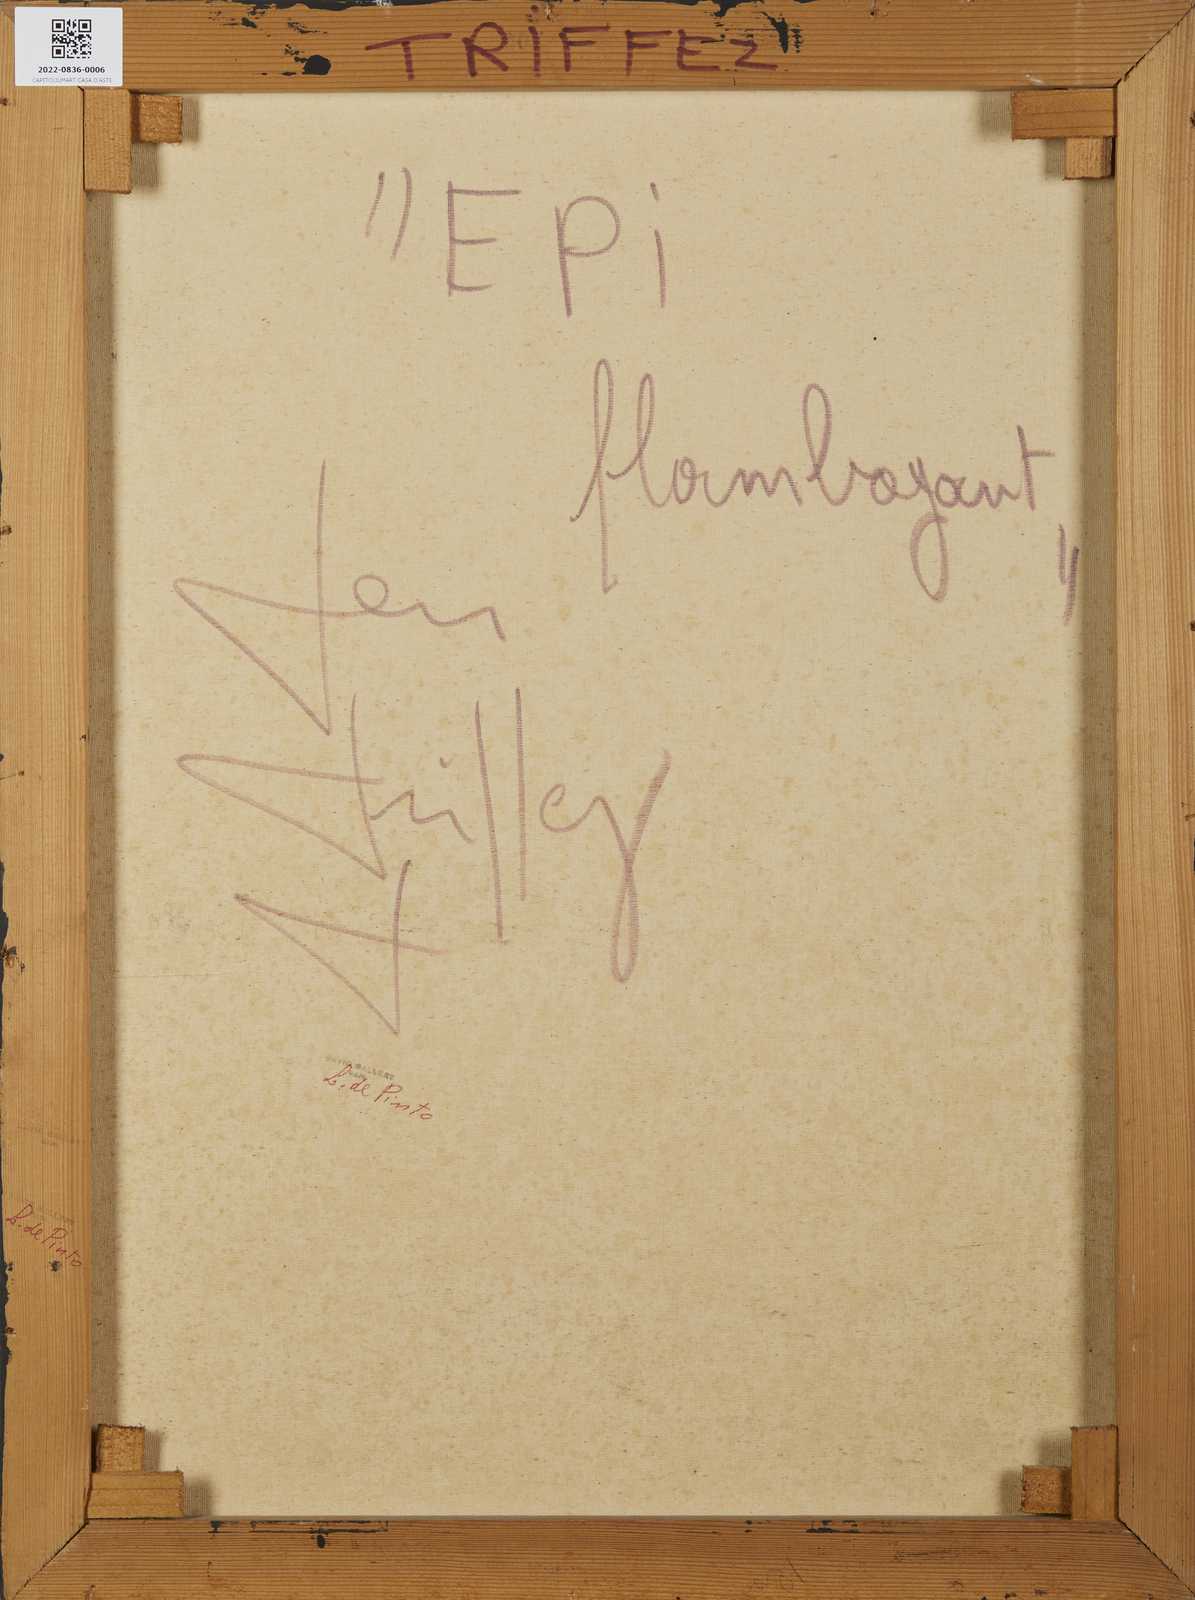 2022-0836-0006
CAPITOLIUMART CASA D'ASTE
TRIFFEZ
"EPi
flamboyant"
Jen
Triffez
L. de Pinto
L. de Pinto